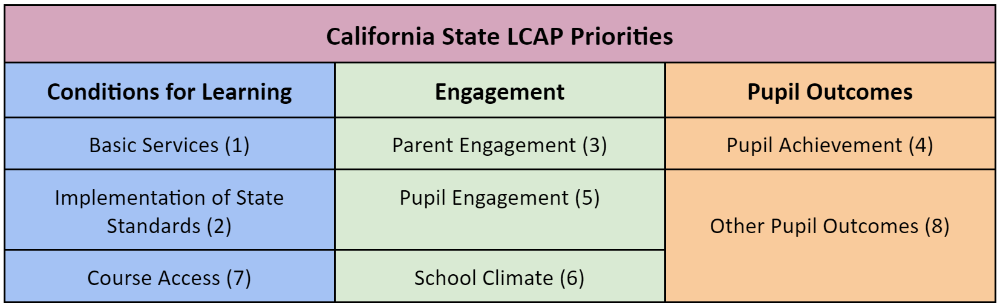 California State LCAP Priorities
Conditions for Learning
Engagement
Pupil Outcomes
Basic Services (1)
Parent Engagement (3)
Pupil Achievement (4)
Implementation of State
Standards (2)
Pupil Engagement (5)
Other Pupil Outcomes (8)
Course Access (7)
School Climate (6)